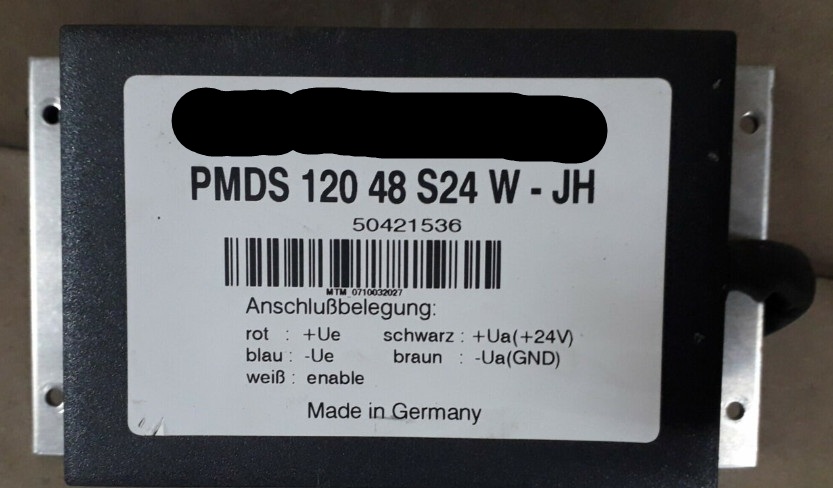 PMDS 120 48 S24 W - JH
50421536
MTM 0710032027
Anschlußbelegung:
rot : +Ue schwarz : +Ua(+24V)
blau : -Ue braun : -Ua(GND)
weiß : enable
Made in Germany